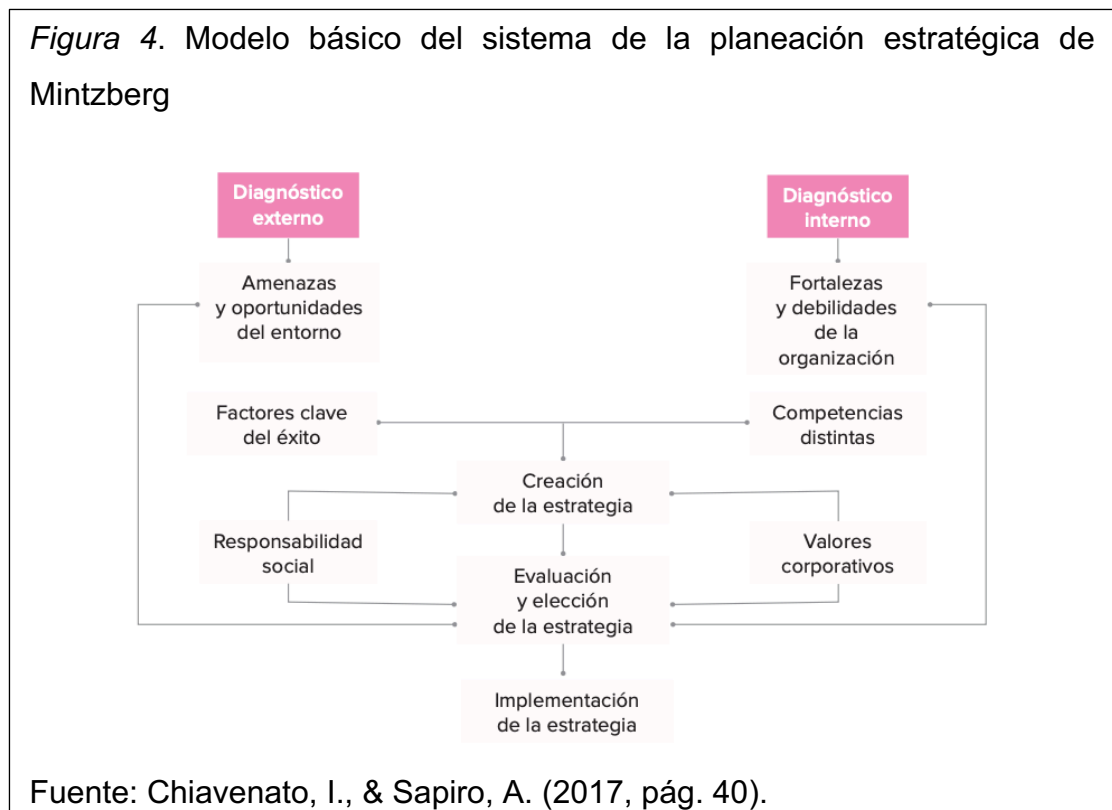 Figura 4. Modelo básico del sistema de la planeación estratégica de
Mintzberg
Diagnóstico
externo
Diagnóstico
interno
Amenazas
y oportunidades
del entorno
Fortalezas
y debilidades
de la
organización
Factores clave
del éxito
Competencias
distintas
Creación
de la estrategia
Responsabilidad
social
Valores
corporativos
Evaluación
y elección
de la estrategia
Implementación
de la estrategia
Fuente: Chiavenato, I., & Sapiro, A. (2017, pág. 40).